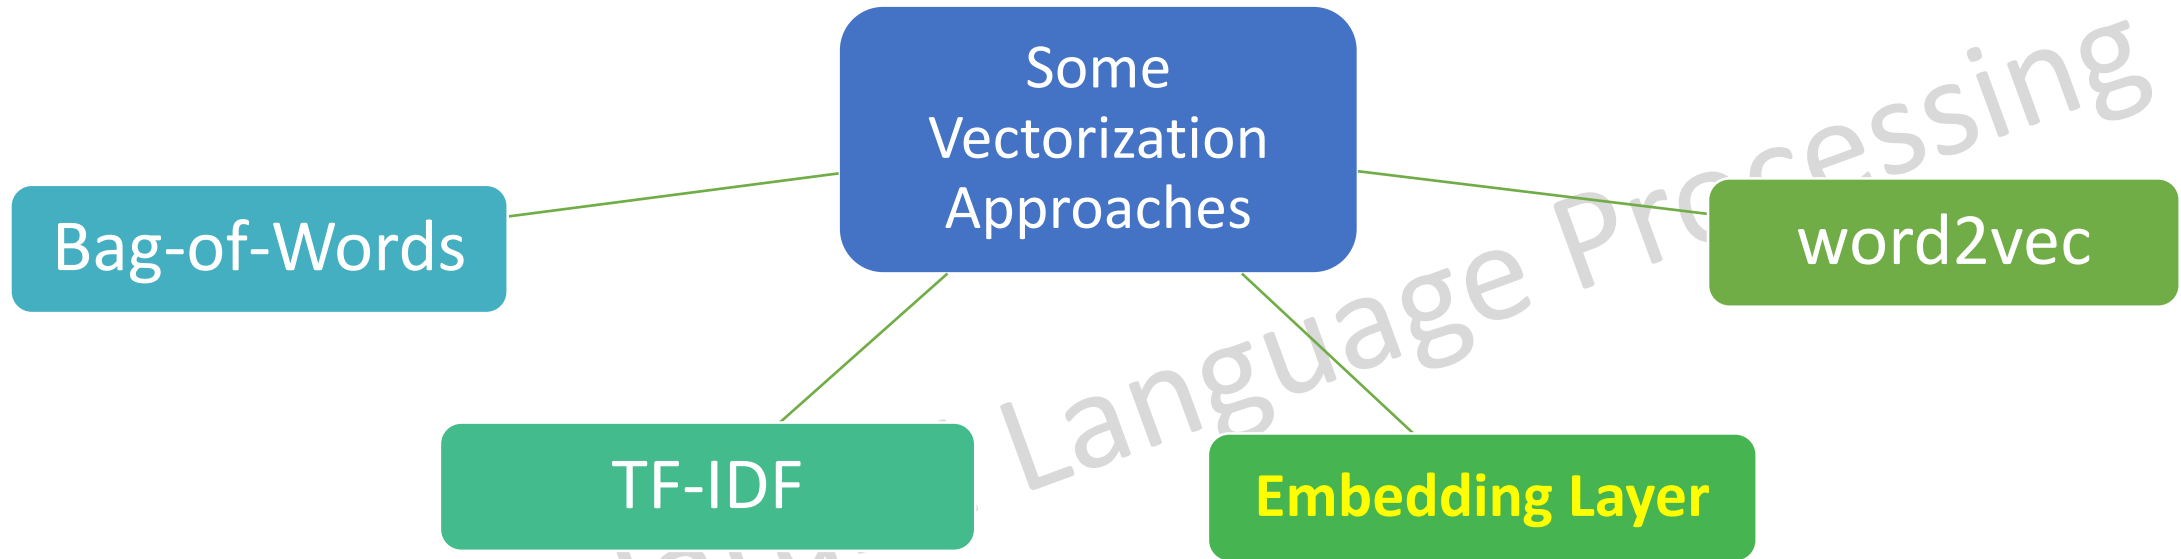 Some
Vectorization
Approaches
Bag-of-Words
word2vec
TF-IDF
Embedding Layer
Language Processing